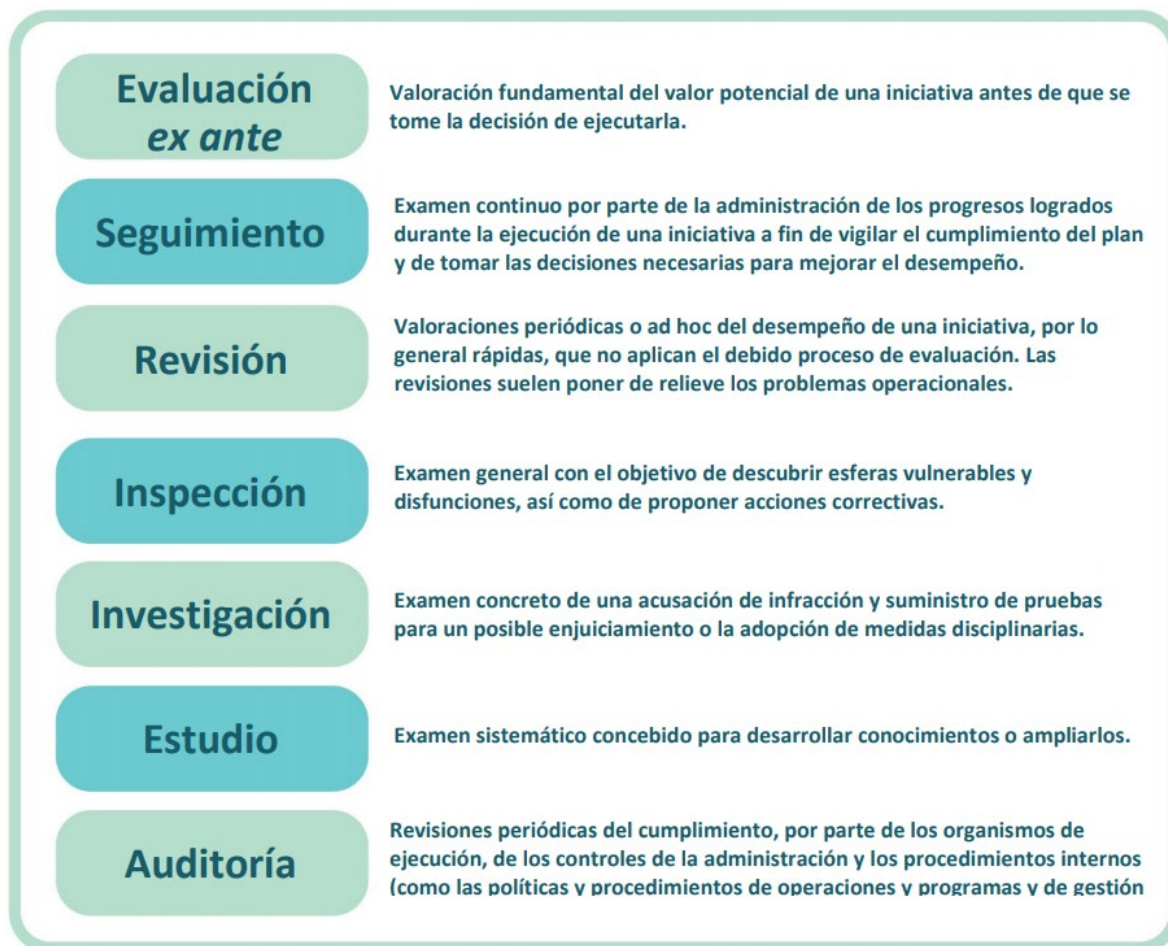 Evaluación
ex ante
Valoración fundamental del valor potencial de una iniciativa antes de que se
tome la decisión de ejecutarla.
Seguimiento
Examen continuo por parte de la administración de los progresos logrados
durante la ejecución de una iniciativa a fin de vigilar el cumplimiento del plan
y de tomar las decisiones necesarias para mejorar el desempeño.
Revisión
Valoraciones periódicas o ad hoc del desempeño de una iniciativa, por lo
general rápidas, que no aplican el debido proceso de evaluación. Las
revisiones suelen poner de relieve los problemas operacionales.
Inspección
Examen general con el objetivo de descubrir esferas vulnerables y
disfunciones, así como de proponer acciones correctivas.
Investigación
Examen concreto de una acusación de infracción y suministro de pruebas
para un posible enjuiciamiento o la adopción de medidas disciplinarias.
Estudio
Examen sistemático concebido para desarrollar conocimientos o ampliarlos.
Auditoría
Revisiones periódicas del cumplimiento, por parte de los organismos de
ejecución, de los controles de la administración y los procedimientos internos
(como las políticas y procedimientos de operaciones y programas y de gestión